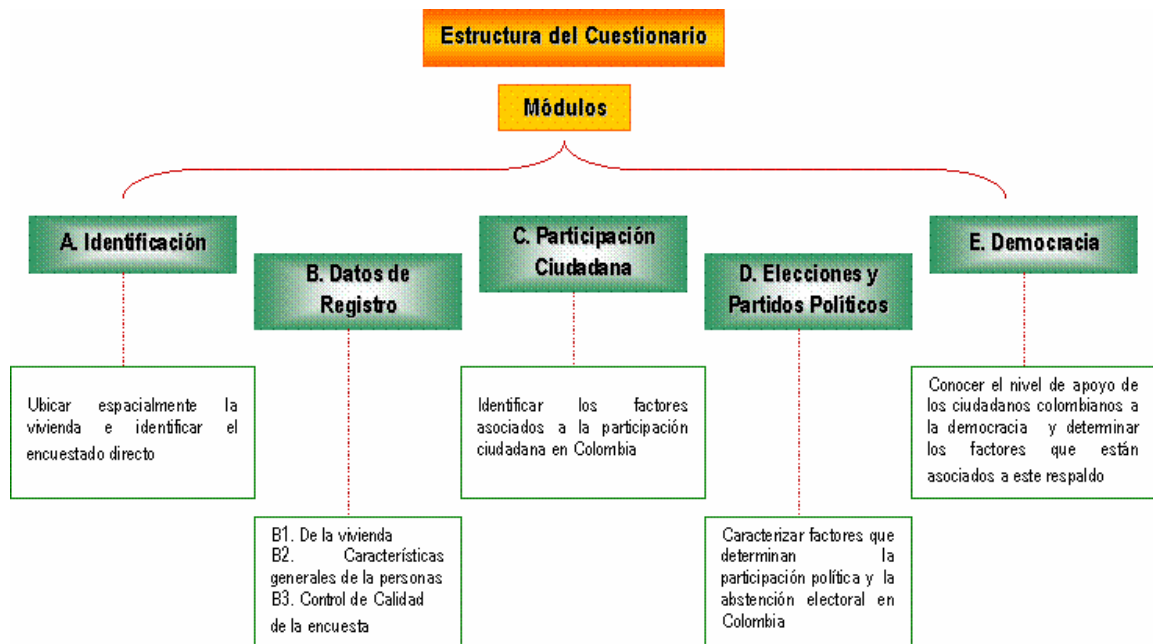 Estructura del Cuestionario
Módulos
A. Identificación
Ubicar espacialmente la
vivienda e identificar el
encuestado directo
B. Datos de
Registro
B1. De la vivienda
B2. Características
generales de la personas
B3. Control de Calidad
de la encuesta
C. Participación
Ciudadana
Identificar los factores
asociados a la participación
ciudadana en Colombia
D. Elecciones y
Partidos Políticos
Caracterizar factores que
determinan la
participación política y la
abstención electoral en
Colombia
E. Democracia
Conocer el nivel de apoyo de
los ciudadanos colombianos a
la democracia y determinar
los factores que están
asociados a este respaldo